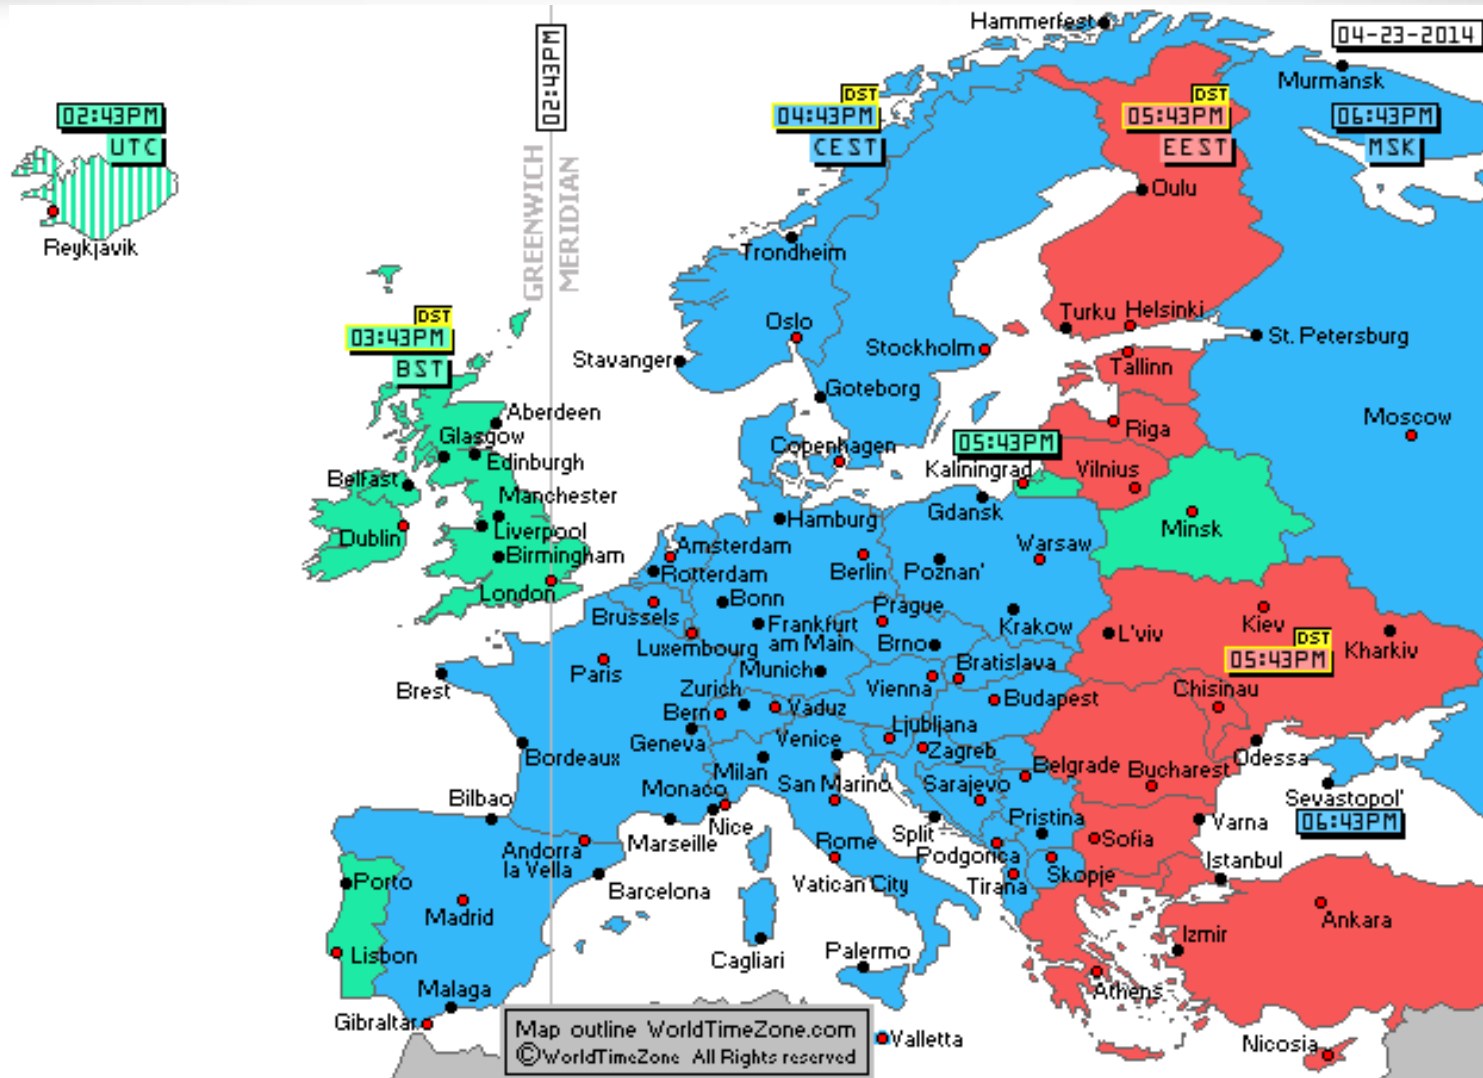 Hammerfest
04-23-2014
Murmansk
02:43PM
DST
04:43PM
DST
05:43PM
06:43PM
02:43PM
UTC
CEST
EEST
MSK
GREENWICH
MERIDIAN
Oulu
Reykjavik
Trondheim
DST
03:43PM
BST
Oslo
Turku
Helsinki
St. Petersburg
Stavanger
Stockholm
Tallinn
Goteborg
Aberdeen
Moscow
Glasgow
Edinburgh
Copenhagen
05:43PM
Riga
Kaliningrad
Vilnius
Belfast
Manchester
Gdansk
Hamburg
Minsk
Dublin
Liverpool
Birmingham
Amsterdam
Rotterdam
Berlin
Poznan'
Warsaw
London
Brussels
Bonn
Prague
Frankfurt
am Main
Krakow
L'viv
Kiev
DST
05:43PM
Kharkiv
Luxembourg
Brno
Paris
Munich
Bratislava
Brest
Zurich
Vienna
Budapest
Chisinau
Bern
Vaduz
Geneva
Venice
Ljubljana
Zagreb
Odessa
Bordeaux
Milan
Belgrade
Bucharest
Monaco
San Marino
Sarajevo
Sevastopol'
06:43PM
Bilbao
Nice
Marseille
Split
Pristina
Varna
Andorra
la Vella
Rome
Podgorica
Sofia
Istanbul
Porto
Barcelona
Vatican City
Tirana
Skopje
Madrid
Ankara
Lisbon
Cagliari
Palermo
Izmir
Malaga
Athens
Gibraltar
Map outline WorldTimeZone.com
©WorldTimeZone All Rights reserved
Valletta
Nicosia